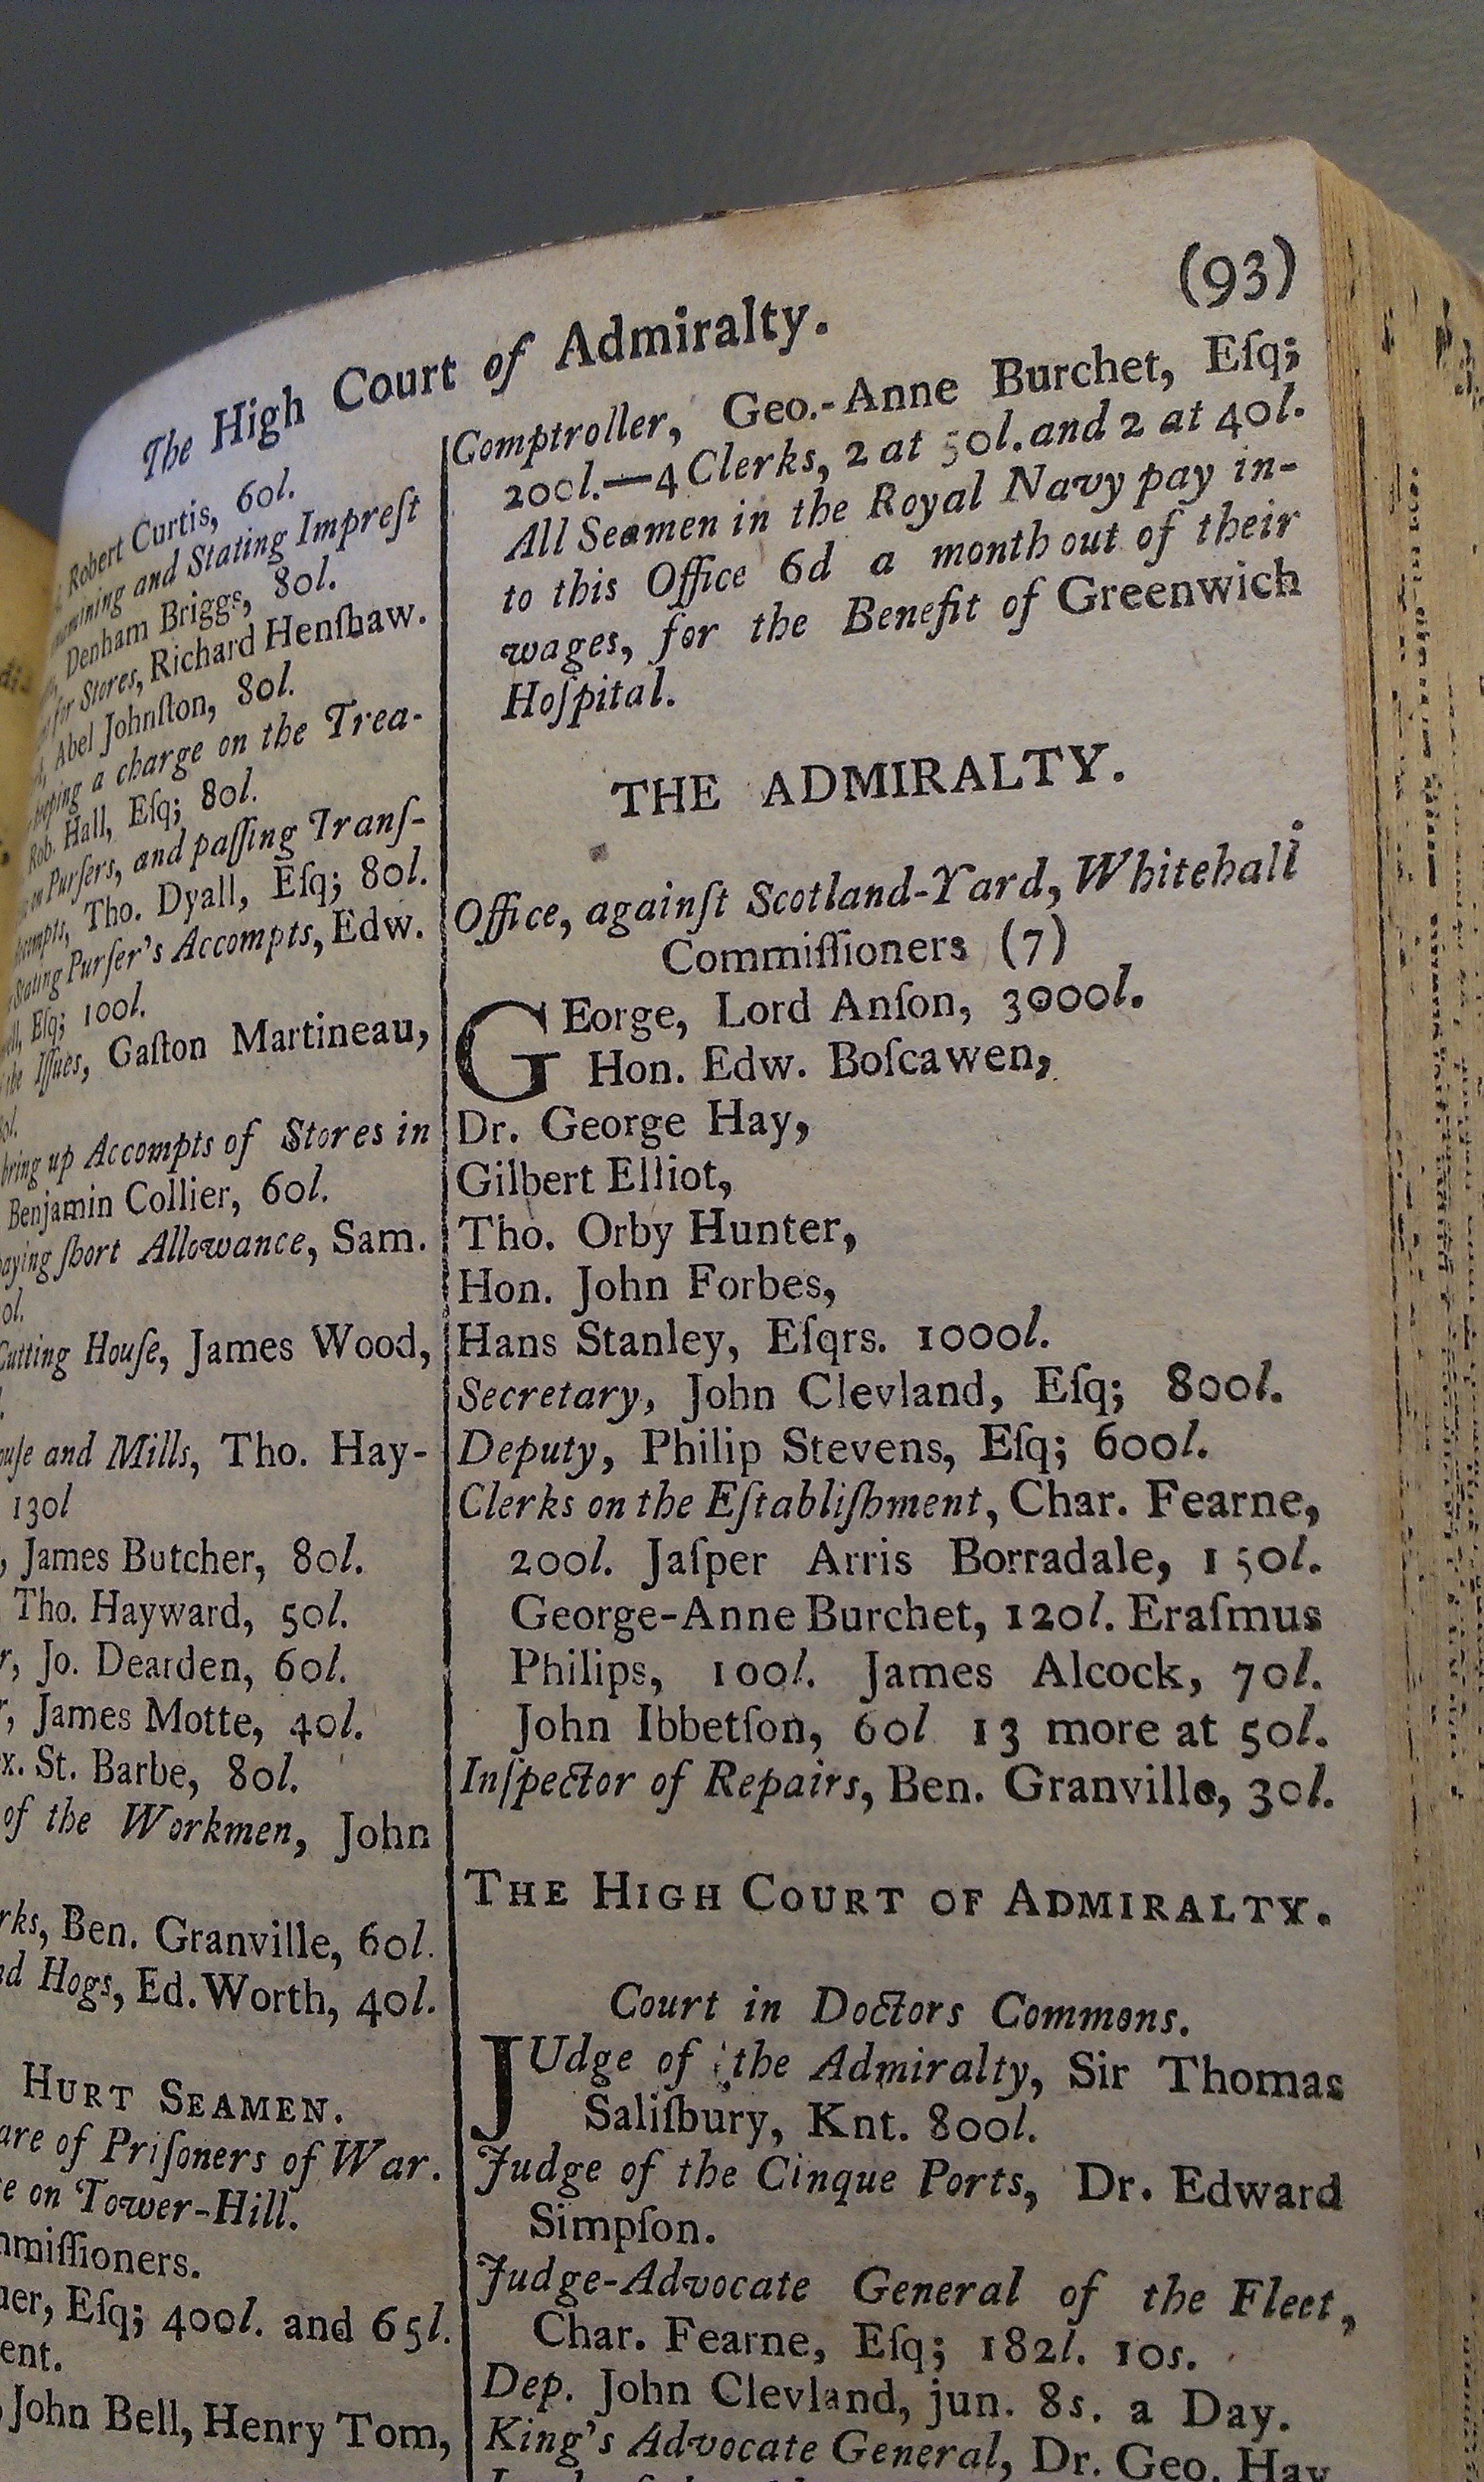 The High Court of Admiralty.
(93)
Robert Curtis, 60l.
and Stating Impreſt
Denham Briggs, 80l.
for Stores, Richard Henſhaw.
Abel Johnſton, 80l.
a charge on the Trea-
Rob. Hall, Eſq; 80l.
Purſers, and paſſing Tranſ-
Tho. Dyall, Eſq; 80l.
Stating Purſer's Accompts, Edw.
Eſq; 100l.
Iſſues, Gaſton Martineau,
bring up Accompts of Stores in
Benjamin Collier, 60l.
ſhort Allowance, Sam.
Cutting Houſe, James Wood,
and Mills, Tho. Hay-
130l
, James Butcher, 80l.
Tho. Hayward, 50l.
, Jo. Dearden, 60l.
, James Motte, 40l.
St. Barbe, 80l.
of the Workmen, John
Ben. Granville, 60l.
Hogs, Ed. Worth, 40l.
HURT SEAMEN.
of Priſoners of War.
on Tower-Hill.
Eſq; 400l. and 65l.
John Bell, Henry Tom,
Comptroller, Geo.-Anne Burchet, Eſq;
200l.—4 Clerks, 2 at 50l. and 2 at 40l.
All Seamen in the Royal Navy pay in-
to this Office 6d a month out of their
wages, for the Benefit of Greenwich
Hoſpital.
THE ADMIRALTY.
Office, againſt Scotland-Yard, Whitehall
Commiſſioners (7)
GEorge, Lord Anſon, 3000l.
Hon. Edw. Boſcawen,
Dr. George Hay,
Gilbert Elliot,
Tho. Orby Hunter,
Hon. John Forbes,
Hans Stanley, Eſqrs. 1000l.
Secretary, John Clevland, Eſq; 800l.
Deputy, Philip Stevens, Eſq; 600l.
Clerks on the Eſtabliſhment, Char. Fearne,
200l. Jaſper Arris Borradale, 150l.
George-Anne Burchet, 120l. Eraſmus
Philips, 100l. James Alcock, 70l.
John Ibbetſon, 60l 13 more at 50l.
Inſpector of Repairs, Ben. Granville, 30l.
THE HIGH COURT OF ADMIRALTY.
Court in Doctors Commons.
JUdge of the Admiralty, Sir Thomas
Saliſbury, Knt. 800l.
Judge of the Cinque Ports, Dr. Edward
Simpſon.
Judge-Advocate General of the Fleet,
Char. Fearne, Eſq; 182l. 10s.
Dep. John Clevland, jun. 8s. a Day.
King's Advocate General, Dr. Geo. Hay